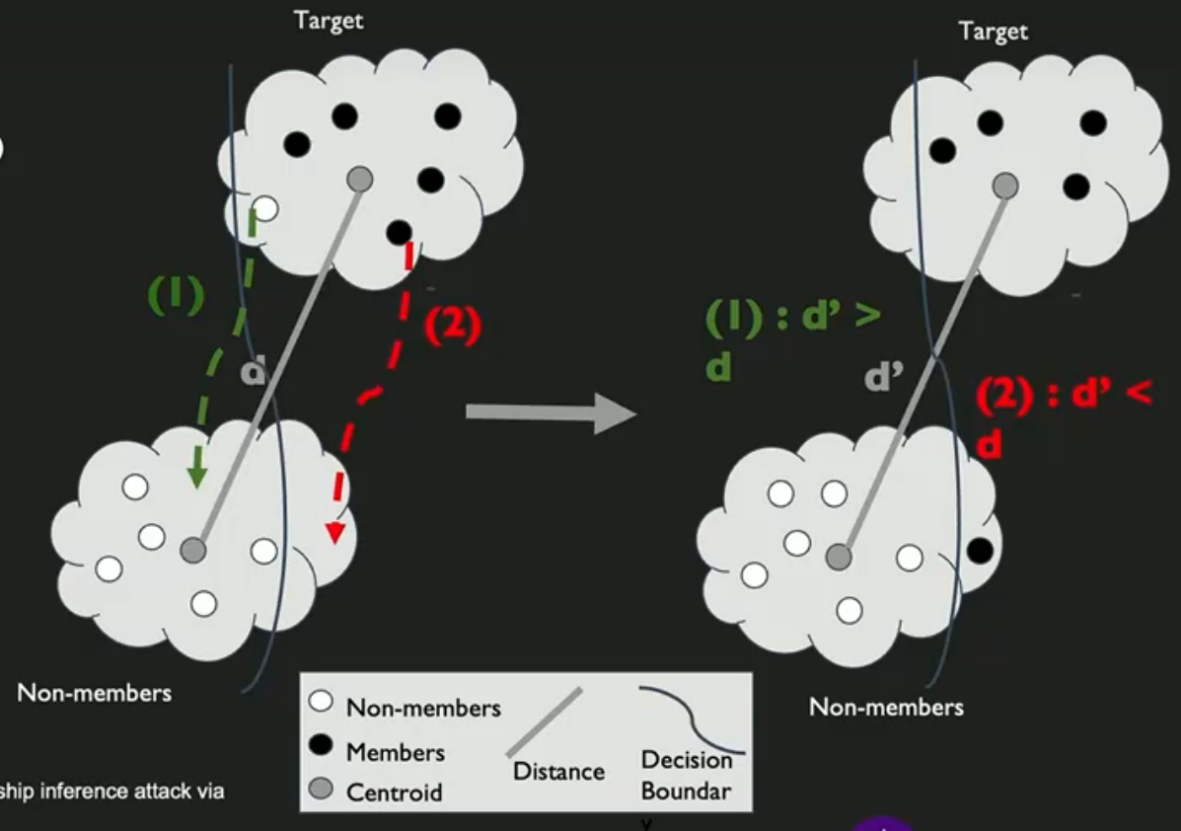 Target
Target
(1)
(2)
d
(1) : d' >
d
d'
(2) : d' <
d
Non-members
Non-members
Non-members
Members
Centroid
Distance
Decision
Boundar
y
ship inference attack via